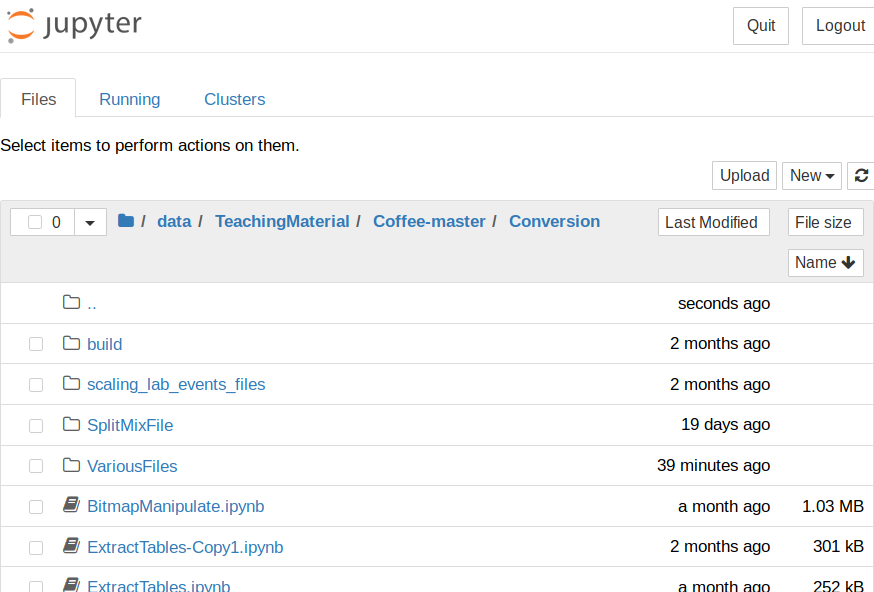 jupyter
Quit Logout
Files Running Clusters
Select items to perform actions on them.
Upload New
0 / data / TeachingMaterial / Coffee-master / Conversion Last Modified File size
Name
.. seconds ago
build 2 months ago
scaling_lab_events_files 2 months ago
SplitMixFile 19 days ago
VariousFiles 39 minutes ago
BitmapManipulate.ipynb a month ago 1.03 MB
ExtractTables-Copy1.ipynb 2 months ago 301 kB
ExtractTables.ipynb a month ago 252 kB